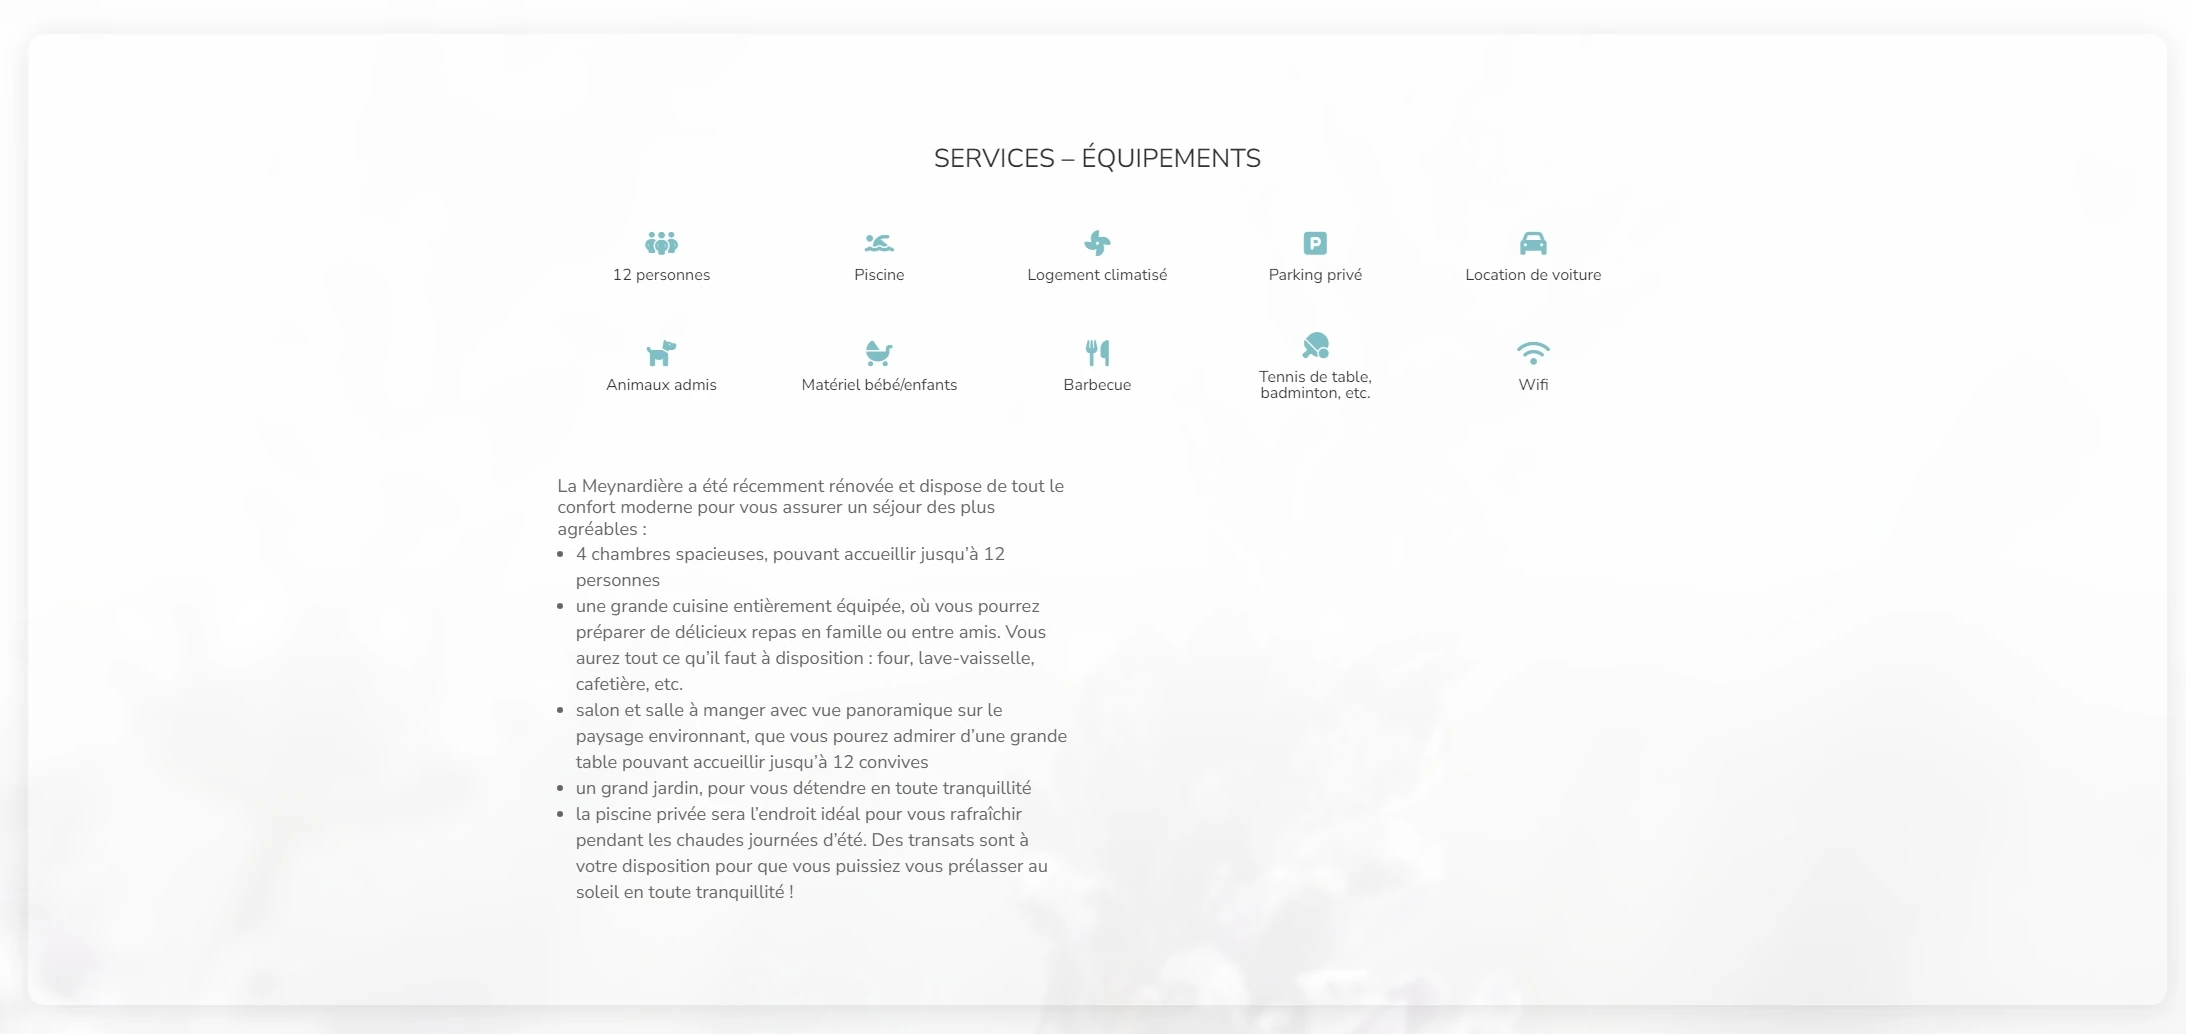 SERVICES – ÉQUIPEMENTS
12 personnes
Piscine
Logement climatisé
Parking privé
Location de voiture
Animaux admis
Matériel bébé/enfants
Barbecue
Tennis de table,
badminton, etc.
Wifi
La Meynardière a été récemment rénovée et dispose de tout le
confort moderne pour vous assurer un séjour des plus
agréables :
• 4 chambres spacieuses, pouvant accueillir jusqu’à 12
personnes
• une grande cuisine entièrement équipée, où vous pourrez
préparer de délicieux repas en famille ou entre amis. Vous
aurez tout ce qu’il faut à disposition : four, lave-vaisselle,
cafetière, etc.
• salon et salle à manger avec vue panoramique sur le
paysage environnant, que vous pourez admirer d’une grande
table pouvant accueillir jusqu’à 12 convives
• un grand jardin, pour vous détendre en toute tranquillité
• la piscine privée sera l’endroit idéal pour vous rafraîchir
pendant les chaudes journées d’été. Des transats sont à
votre disposition pour que vous puissiez vous prélasser au
soleil en toute tranquillité !